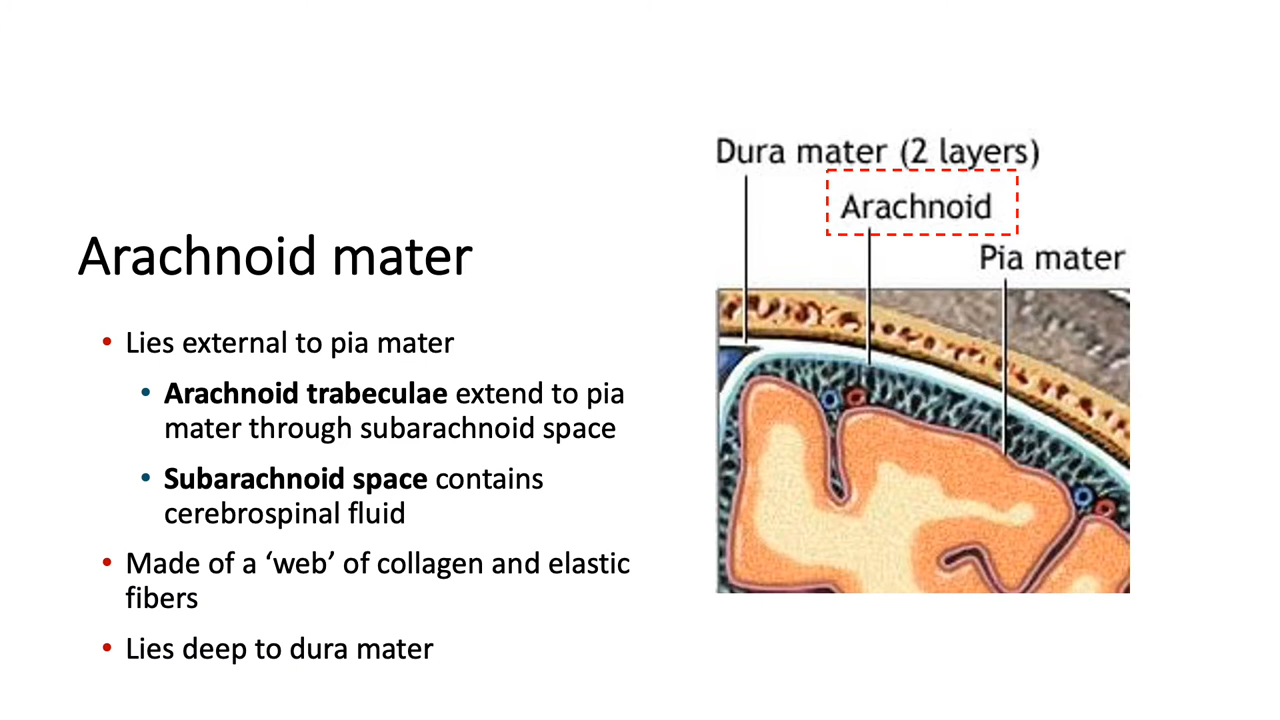 Arachnoid mater
• Lies external to pia mater
• Arachnoid trabeculae extend to pia
mater through subarachnoid space
• Subarachnoid space contains
cerebrospinal fluid
• Made of a ‘web’ of collagen and elastic
fibers
• Lies deep to dura mater
Dura mater (2 layers)
Arachnoid
Pia mater